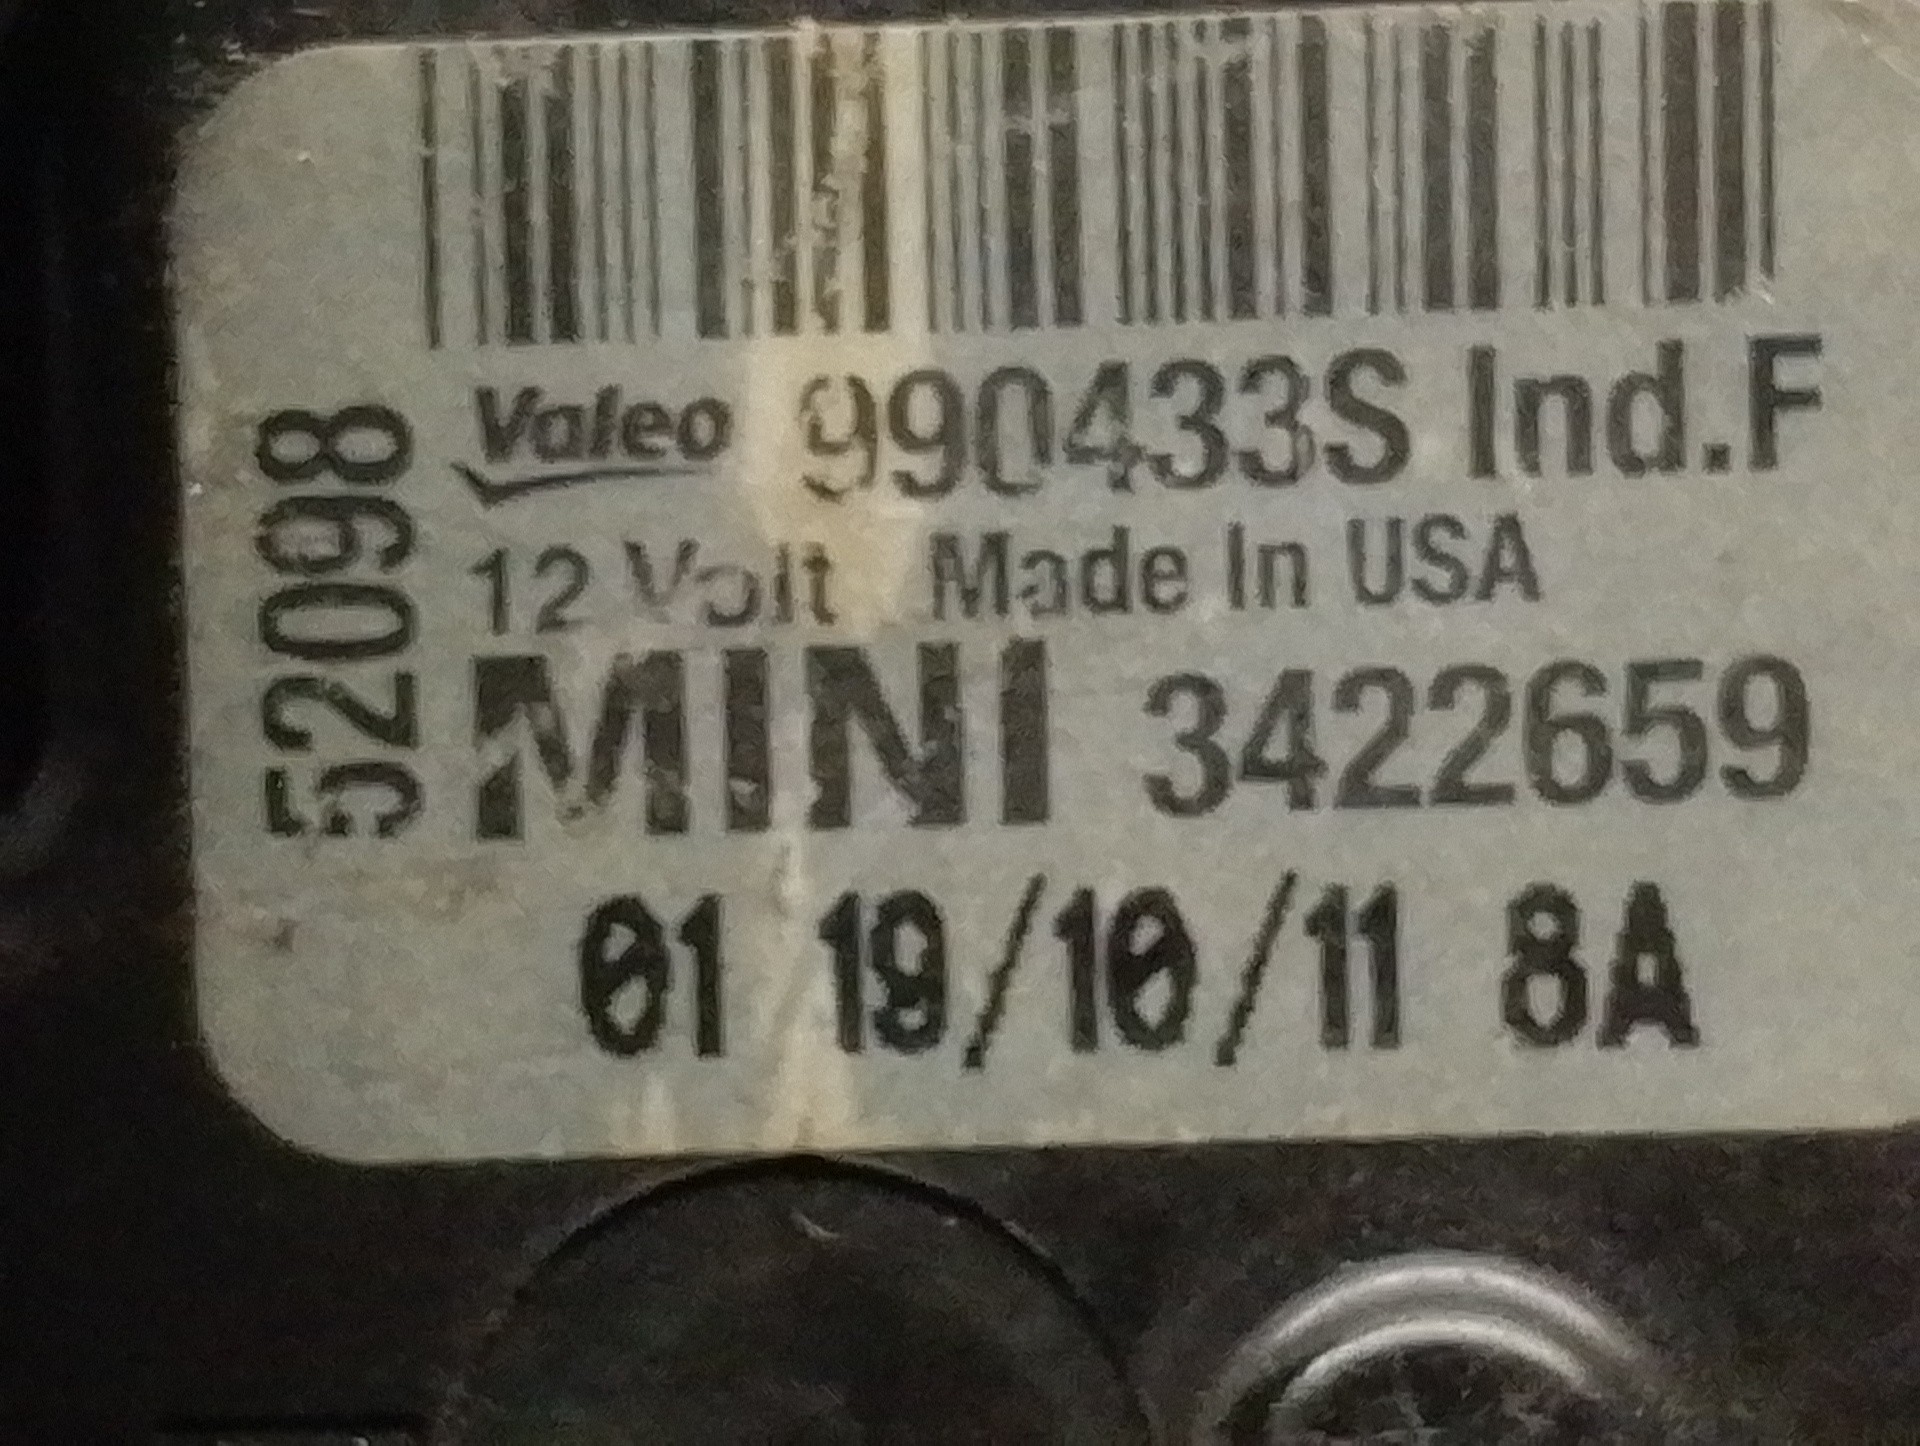 Valeo 990433S Ind.F
12 Volt Made In USA
MINI 3422659
01 19/10/11 8A
52098